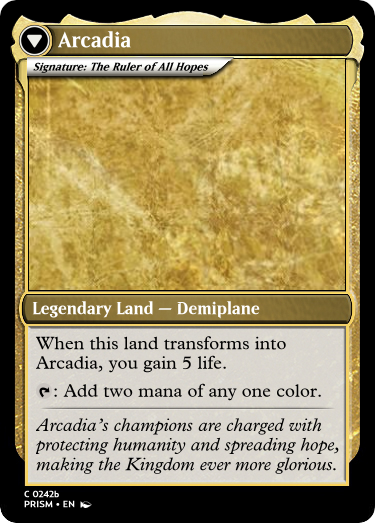 Arcadia
Signature: The Ruler of All Hopes
Legendary Land — Demiplane
When this land transforms into
Arcadia, you gain 5 life.
: Add two mana of any one color.
Arcadia's champions are charged with
protecting humanity and spreading hope,
making the Kingdom ever more glorious.
C 0242b
PRISM • EN